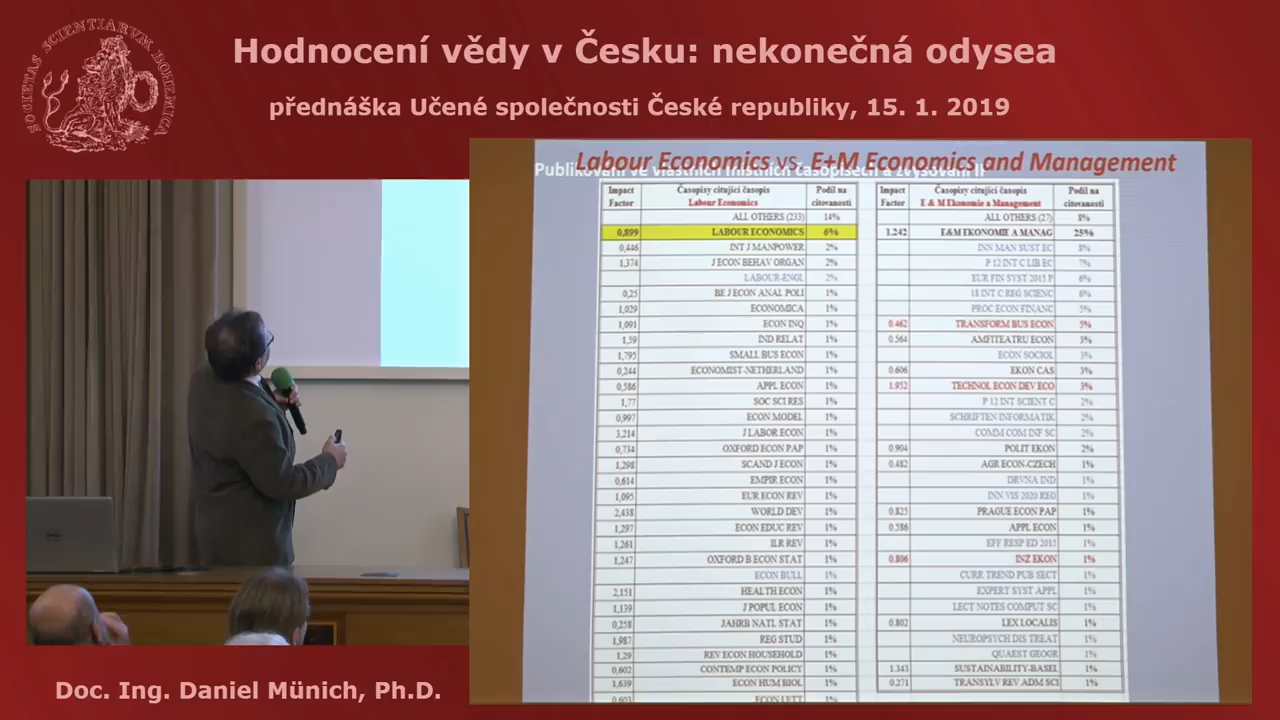 SOCIETAS SCIENTIARVM BOHEMICA
Hodnocení vědy v Česku: nekonečná odysea
přednáška Učené společnosti České republiky, 15. 1. 2019
Labour Economics vs. E+M Economics and Management
Publikování ve vlastních místních časopisech a zvyšování IF
Impact Factor Časopisy citující časopis Labour Economics Podíl na citovanosti
ALL OTHERS (233) 14%
0,899 LABOUR ECONOMICS 6%
0,446 INT J MANPOWER 2%
1,374 J ECON BEHAV ORGAN 2%
LABOUR-ENGL 2%
0,25 BE J ECON ANAL POLI 1%
1,029 ECONOMICA 1%
1,091 ECON INQ 1%
1,59 IND RELAT 1%
1,795 SMALL BUS ECON 1%
0,244 ECONOMIST-NETHERLAND 1%
0,586 APPL ECON 1%
1,77 SOC SCI RES 1%
0,997 ECON MODEL 1%
3,214 J LABOR ECON 1%
0,734 OXFORD ECON PAP 1%
1,298 SCAND J ECON 1%
0,614 EMPIR ECON 1%
1,095 EUR ECON REV 1%
2,438 WORLD DEV 1%
1,297 ECON EDUC REV 1%
1,261 ILR REV 1%
1,247 OXFORD B ECON STAT 1%
ECON BULL 1%
2,151 HEALTH ECON 1%
1,139 J POPUL ECON 1%
0,258 JAHRB NATL STAT 1%
1,987 REG STUD 1%
1,29 REV ECON HOUSEHOLD 1%
0,602 CONTEMP ECON POLICY 1%
1,639 ECON HUM BIOL 1%
0,603 ECON LETT 1%
Impact Factor Časopisy citující časopis E & M Ekonomie a Management Podíl na citovanosti
ALL OTHERS (27) 8%
1.242 E&M EKONOMIE A MANAG 25%
INN MAN SUST EC 8%
P 12 INT C LIB EC 7%
EUR FIN SYST 2015 P 6%
18 INT C REG SCIENC 6%
PROC ECON FINANC 5%
0.462 TRANSFORM BUS ECON 5%
0.564 AMFITEATRU ECON 3%
ECON SOCIOL 3%
0.606 EKON CAS 3%
1.952 TECHNOL ECON DEV ECO 3%
P 12 INT SCIENT C 2%
SCHRIFTEN INFORMATIK 2%
COMM COM INF SC 2%
0.904 POLIT EKON 2%
0.482 AGR ECON-CZECH 1%
DRVNA IND 1%
INN VIS 2020 REG 1%
0.825 PRAGUE ECON PAP 1%
0.586 APPL ECON 1%
EFF RESP ED 2015 1%
0.806 INZ EKON 1%
CURR TREND PUB SECT 1%
EXPERT SYST APPL 1%
LECT NOTES COMPUT SC 1%
0.802 LEX LOCALIS 1%
NEUROPSYCH DIS TREAT 1%
QUAEST GEOGR 1%
1.343 SUSTAINABILITY-BASEL 1%
0.271 TRANSYLV REV ADM SCI 1%
DELL
Doc. Ing. Daniel Münich, Ph.D.